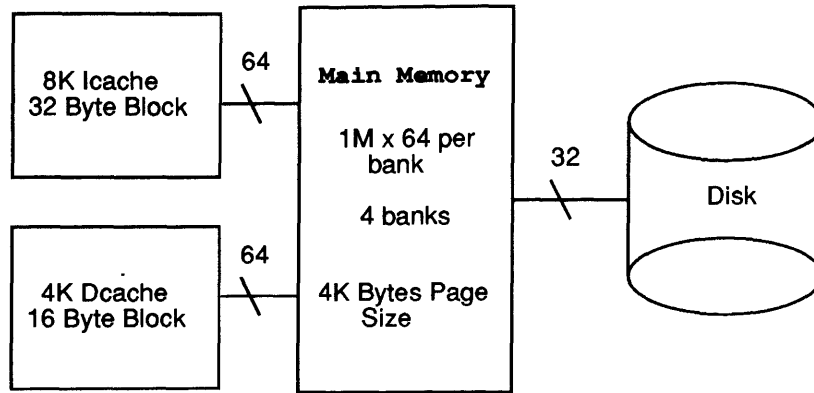 8K Icache
32 Byte Block
64
Main Memory
1M x 64 per
bank
4 banks
4K Bytes Page
Size
32
Disk
4K Dcache
16 Byte Block
64